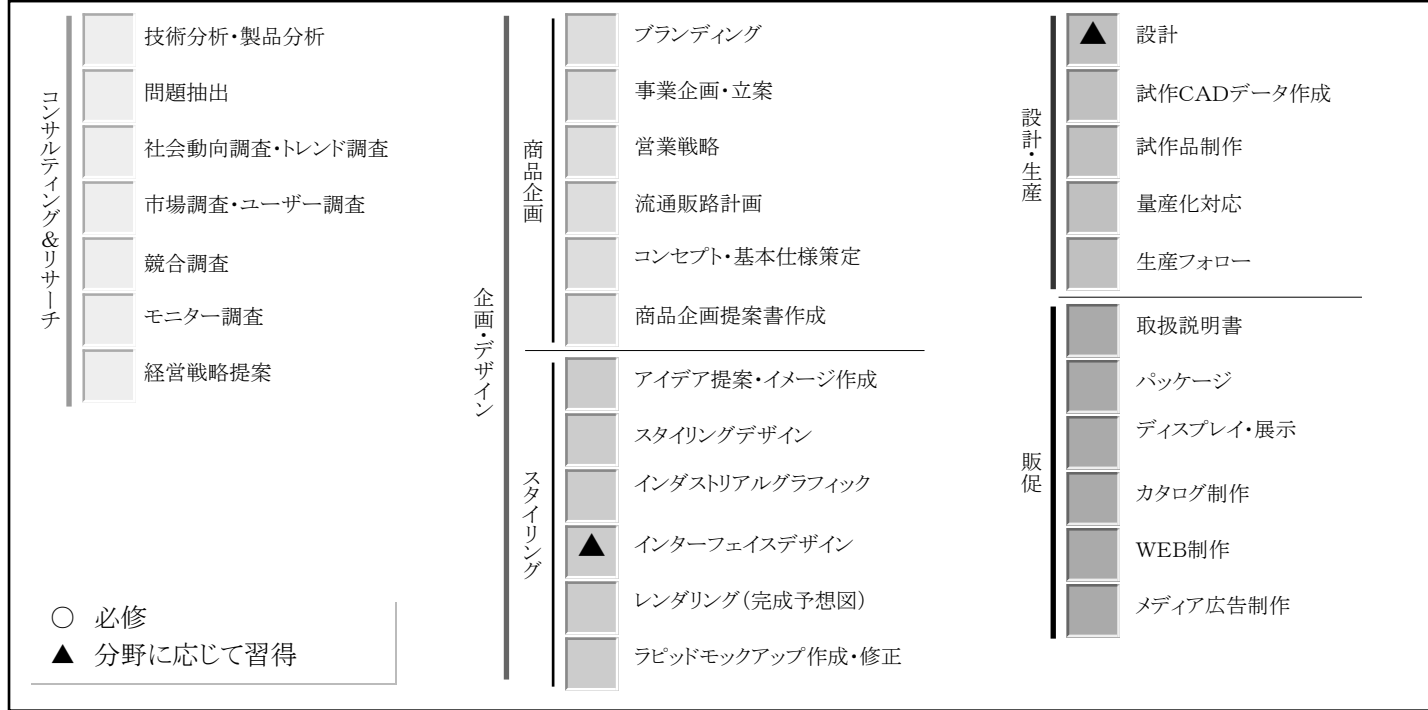 コンサルティング&リサーチ
技術分析・製品分析
問題抽出
社会動向調査・トレンド調査
市場調査・ユーザー調査
競合調査
モニター調査
経営戦略提案
企画・デザイン
商品企画
ブランディング
事業企画・立案
営業戦略
流通販路計画
コンセプト・基本仕様策定
商品企画提案書作成
スタイリング
アイデア提案・イメージ作成
スタイリングデザイン
インダストリアルグラフィック
▲ インターフェイスデザイン
レンダリング(完成予想図)
ラピッドモックアップ作成・修正
設計・生産
▲ 設計
試作CADデータ作成
試作品制作
量産化対応
生産フォロー
販促
取扱説明書
パッケージ
ディスプレイ・展示
カタログ制作
WEB制作
メディア広告制作
○ 必修
▲ 分野に応じて習得